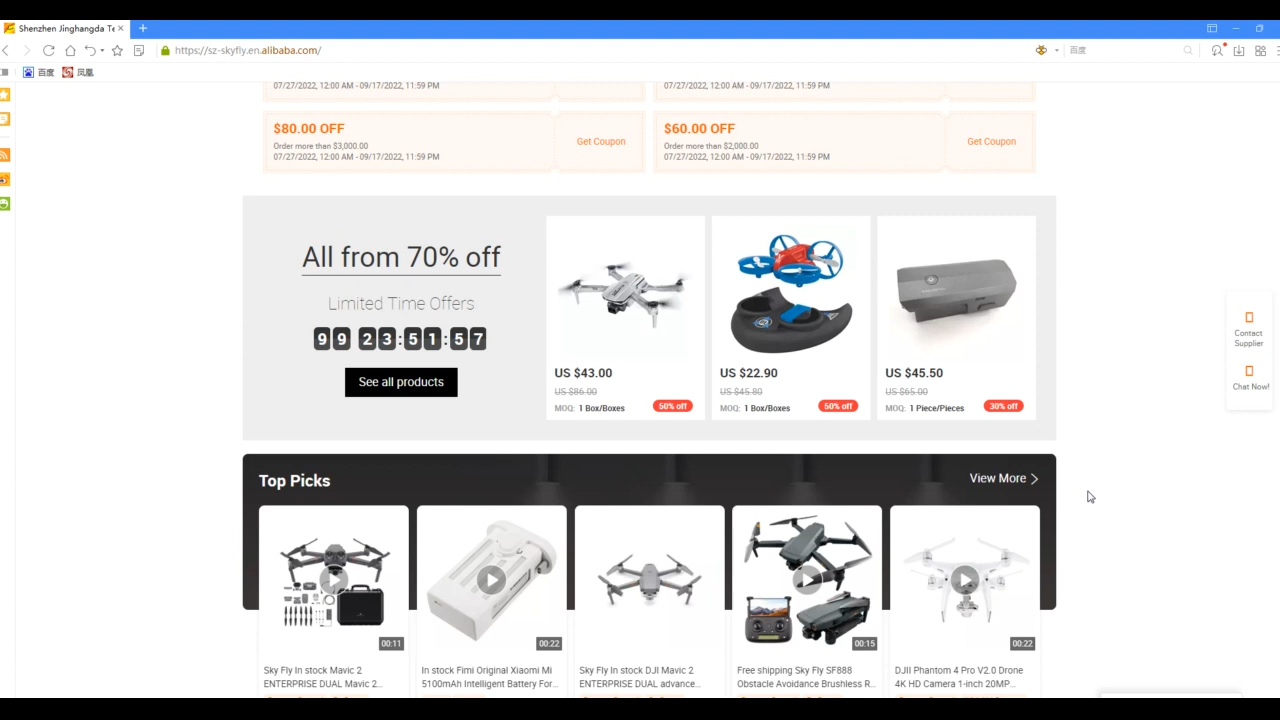 Shenzhen Jinghangda Te
https://sz-skyfly.en.alibaba.com/
百度
百度
凤凰
07/27/2022, 12:00 AM - 09/17/2022, 11:59 PM
07/27/2022, 12:00 AM - 09/17/2022, 11:59 PM
$80.00 OFF
Order more than $3,000.00
07/27/2022, 12:00 AM - 09/17/2022, 11:59 PM
Get Coupon
$60.00 OFF
Order more than $2,000.00
07/27/2022, 12:00 AM - 09/17/2022, 11:59 PM
Get Coupon
All from 70% off
Limited Time Offers
99 23:51:57
See all products
US $43.00
US $86.00
MOQ: 1 Box/Boxes
50% off
US $22.90
US $45.80
MOQ: 1 Box/Boxes
50% off
US $45.50
US $65.00
MOQ: 1 Piece/Pieces
30% off
Contact
Supplier
Chat Now!
Top Picks
View More
00:11
Sky Fly In stock Mavic 2
ENTERPRISE DUAL Mavic 2...
00:22
In stock Fimi Original Xiaomi Mi
5100mAh Intelligent Battery For...
Sky Fly In stock DJI Mavic 2
ENTERPRISE DUAL advance...
00:15
Free shipping Sky Fly SF888
Obstacle Avoidance Brushless R...
00:22
DJII Phantom 4 Pro V2.0 Drone
4K HD Camera 1-inch 20MP...